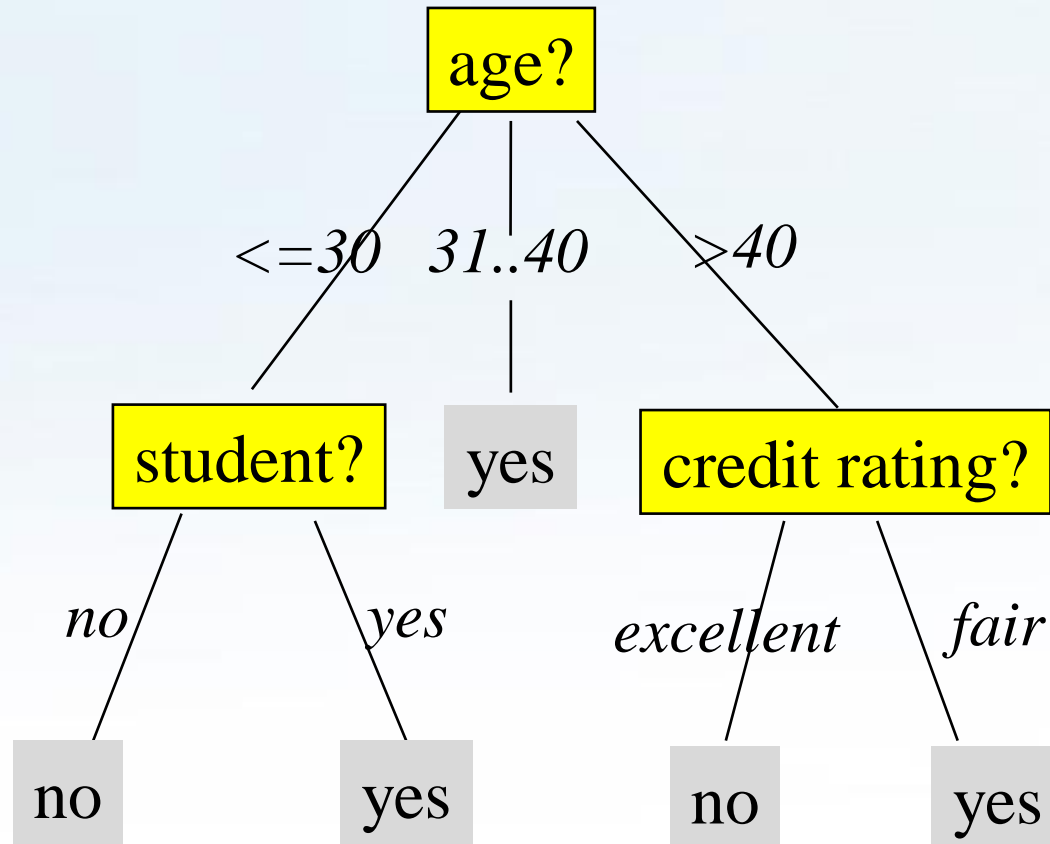 age?
<=30 31..40 >40
student? yes credit rating?
no yes excellent fair
no yes no yes